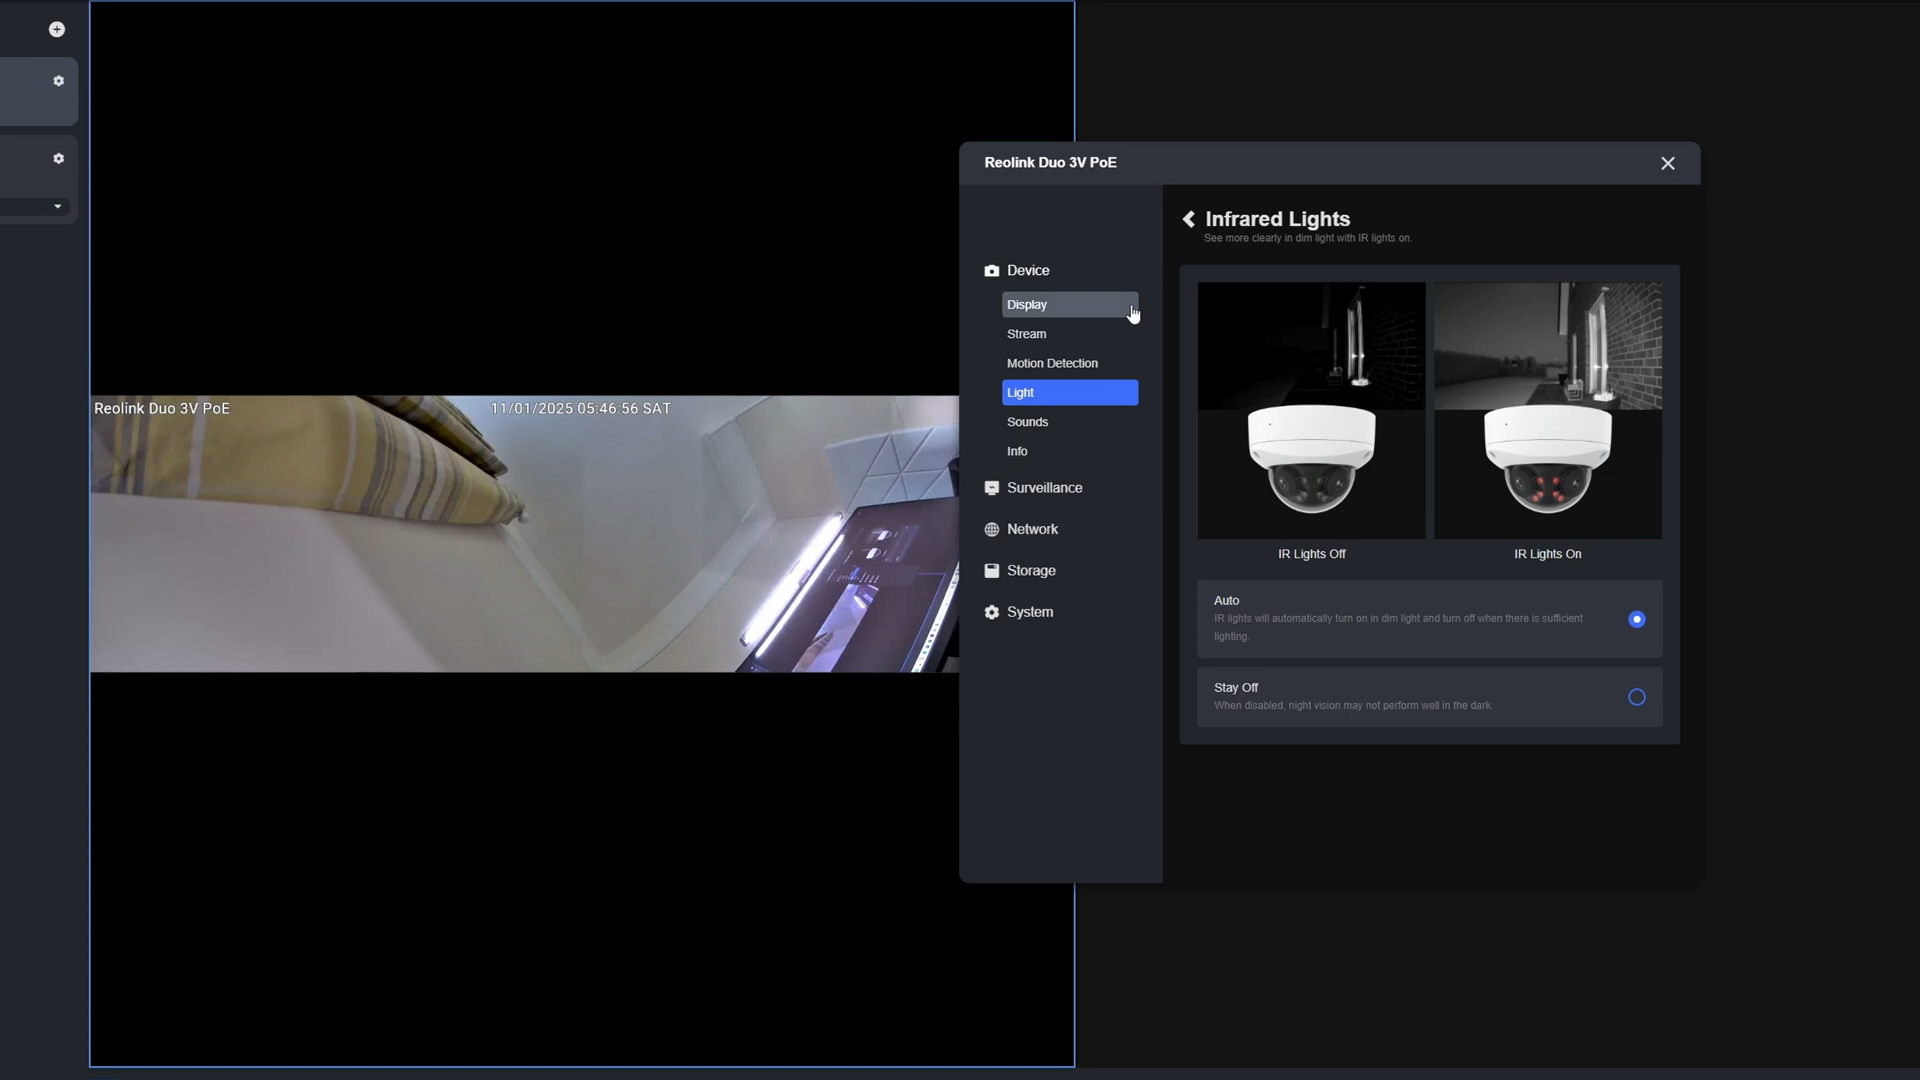 Reolink Duo 3V PoE
11/01/2025 05:46:56 SAT
Reolink Duo 3V PoE
Device
Display
Stream
Motion Detection
Light
Sounds
Info
Surveillance
Network
Storage
System
Infrared Lights
See more clearly in dim light with IR lights on.
IR Lights Off
IR Lights On
Auto
IR lights will automatically turn on in dim light and turn off when there is sufficient
lighting.
Stay Off
When disabled, night vision may not perform well in the dark.